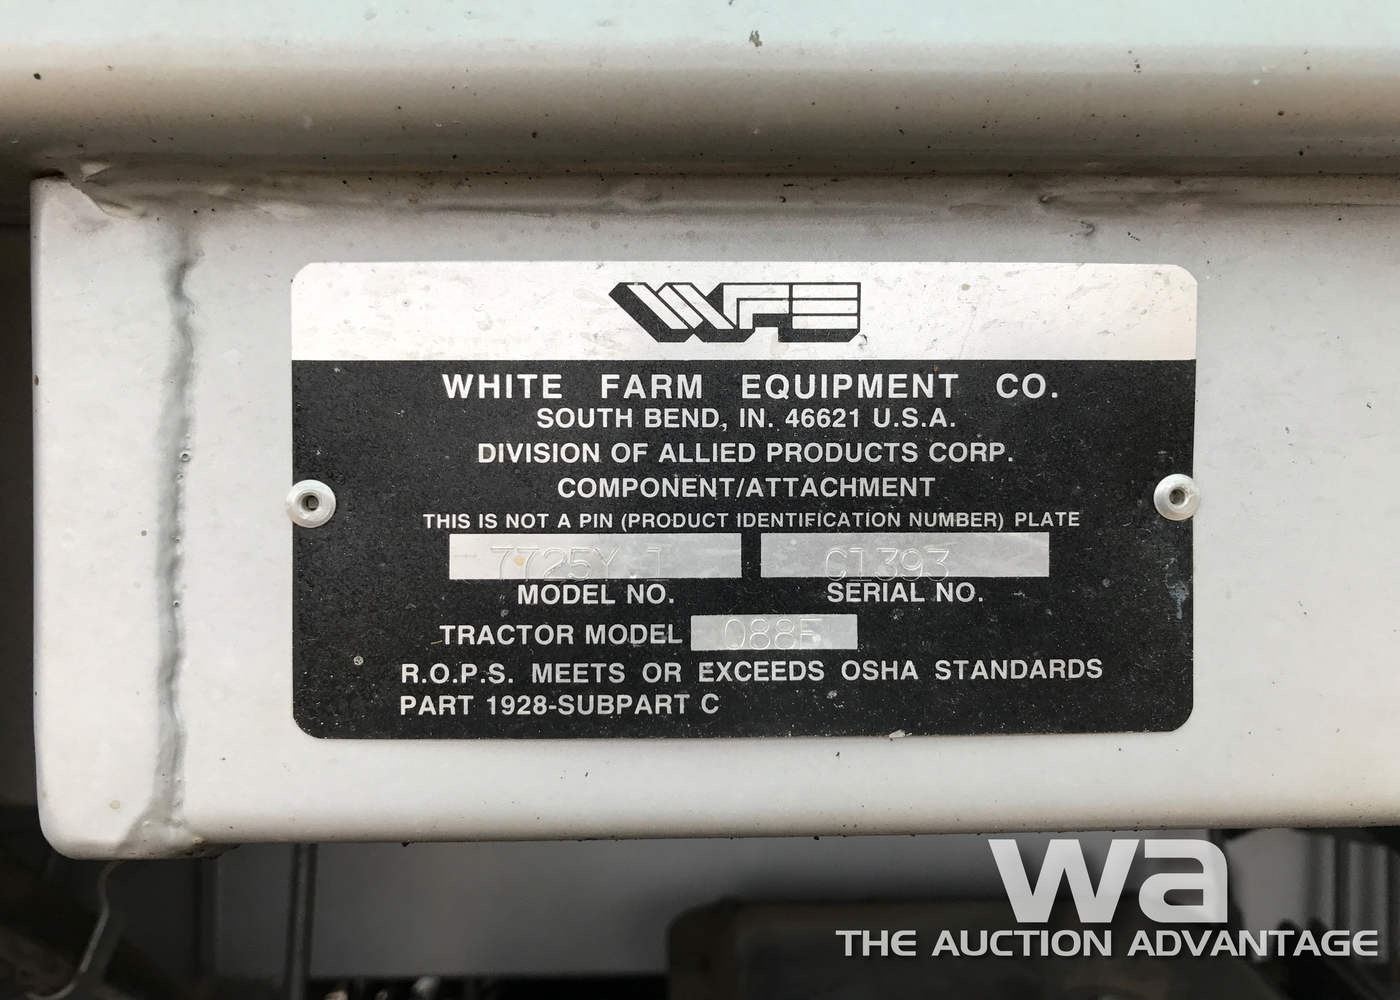 WFE
WHITE FARM EQUIPMENT CO.
SOUTH BEND, IN. 46621 U.S.A.
DIVISION OF ALLIED PRODUCTS CORP.
COMPONENT/ATTACHMENT
THIS IS NOT A PIN (PRODUCT IDENTIFICATION NUMBER) PLATE
7725Y.1 G1393
MODEL NO. SERIAL NO.
TRACTOR MODEL 088E
R.O.P.S. MEETS OR EXCEEDS OSHA STANDARDS
PART 1928-SUBPART C
wa
THE AUCTION ADVANTAGE